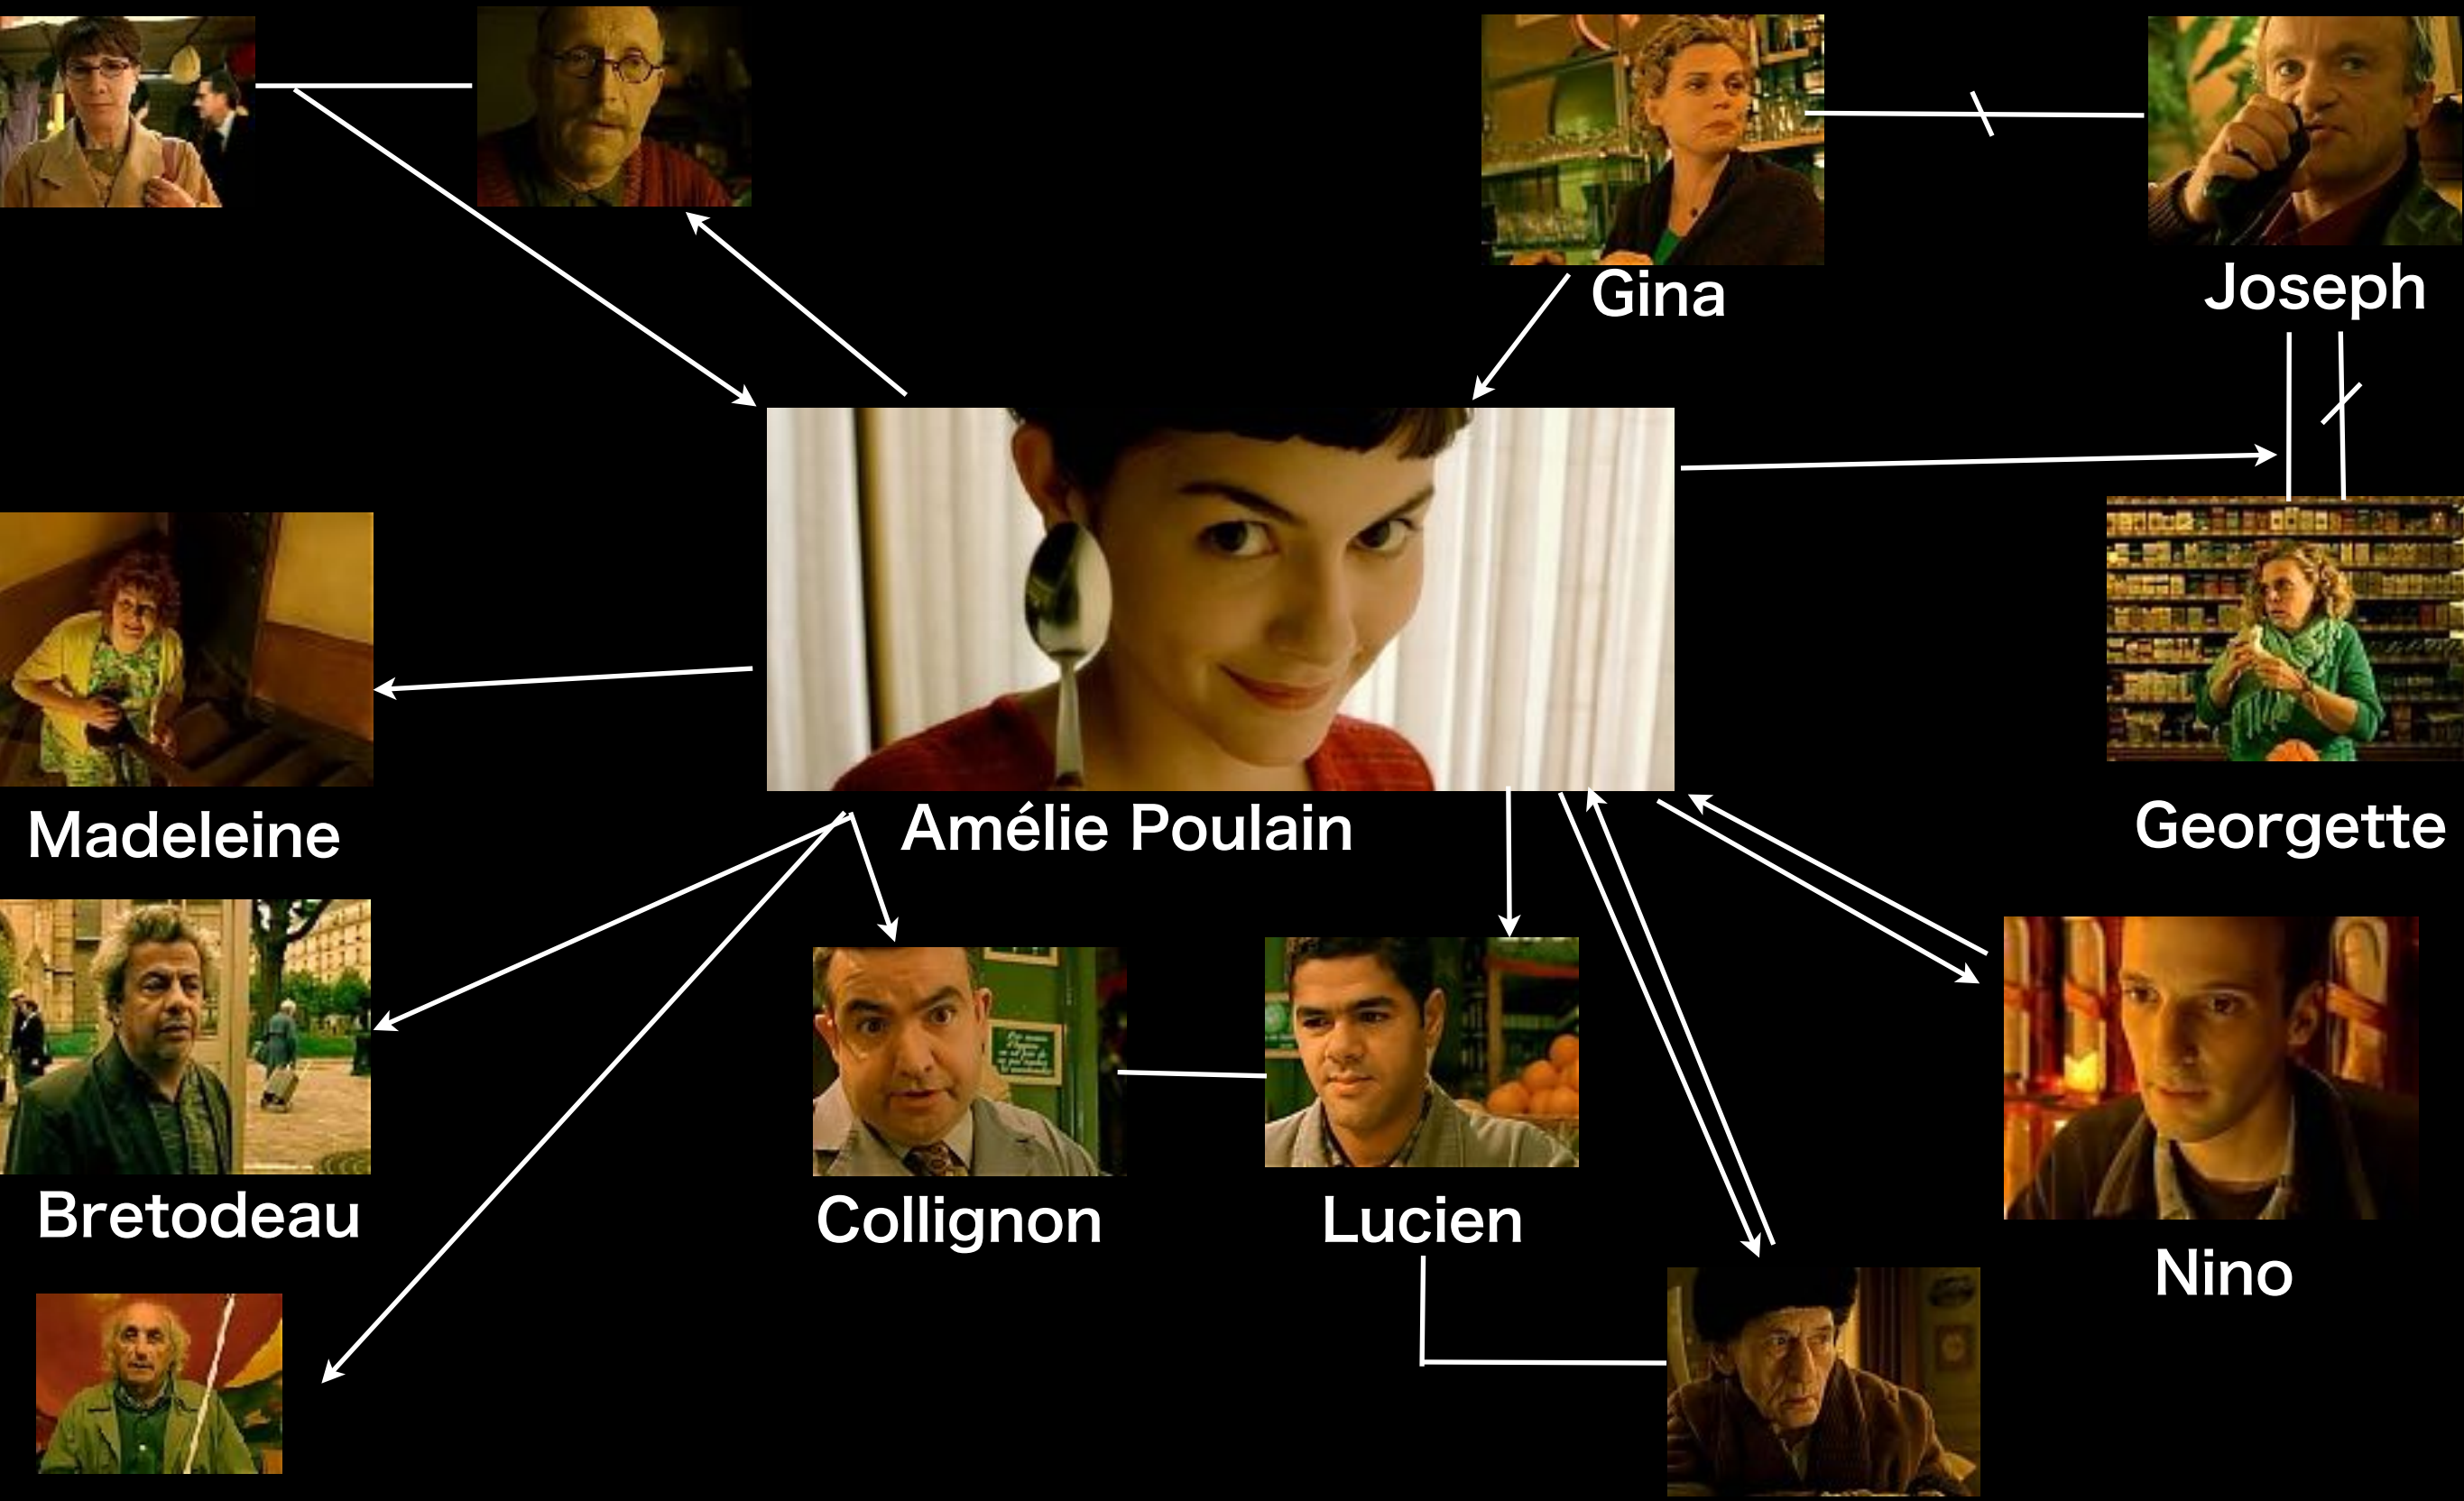 Gina
Joseph
Amélie Poulain
Madeleine
Georgette
Bretodeau
Collignon
Lucien
Nino